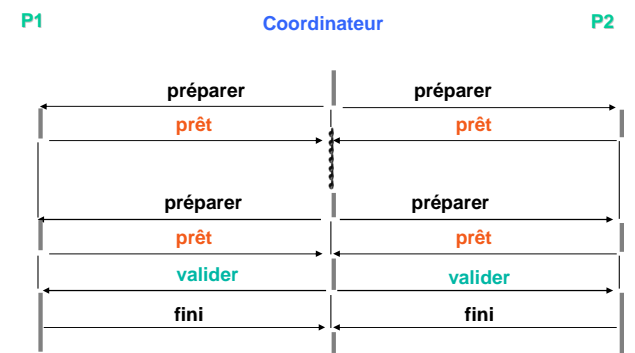 P1 Coordinateur P2
préparer préparer
prêt prêt
préparer préparer
prêt prêt
valider valider
fini fini